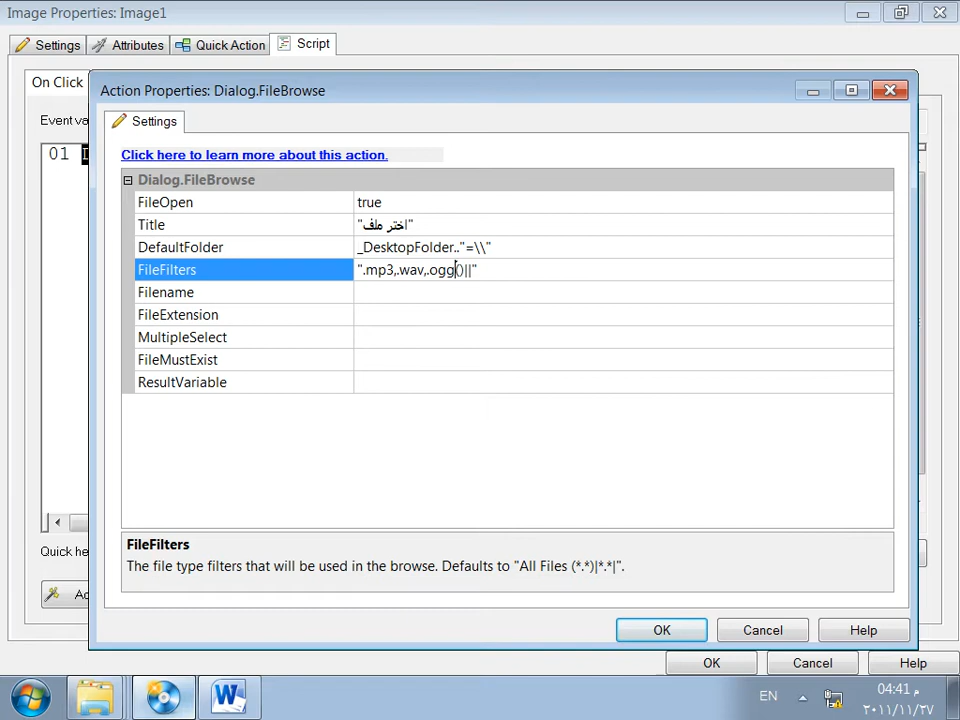 Image Properties: Image1
Settings Attributes Quick Action Script
On Click
Action Properties: Dialog.FileBrowse
Settings
Event va
Click here to learn more about this action.
01
Dialog.FileBrowse
FileOpen true
Title "اختر ملف"
DefaultFolder _DesktopFolder.."=\\"
FileFilters ".mp3,.wav,.ogg()||"
Filename
FileExtension
MultipleSelect
FileMustExist
ResultVariable
FileFilters
Quick he
The file type filters that will be used in the browse. Defaults to "All Files (*.*)|*.*|".
OK Cancel Help
OK Cancel Help
EN
04:41 م
٢٠١١/١١/٢٧